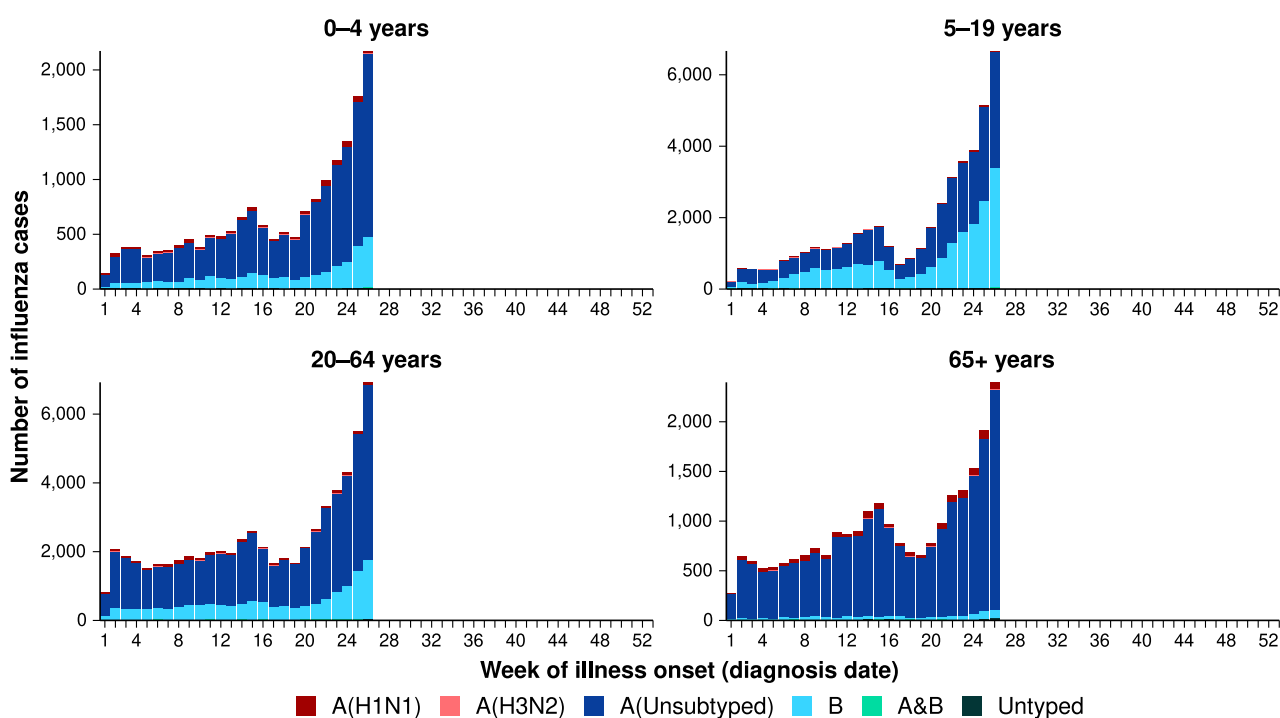 0–4 years
5–19 years
2,000
1,500
1,000
500
0
6,000
4,000
2,000
0
1 4 8 12 16 20 24 28 32 36 40 44 48 52
1 4 8 12 16 20 24 28 32 36 40 44 48 52
Number of influenza cases
20–64 years
65+ years
6,000
4,000
2,000
0
2,000
1,500
1,000
500
0
1 4 8 12 16 20 24 28 32 36 40 44 48 52
1 4 8 12 16 20 24 28 32 36 40 44 48 52
Week of illness onset (diagnosis date)
A(H1N1) A(H3N2) A(Unsubtyped) B A&B Untyped